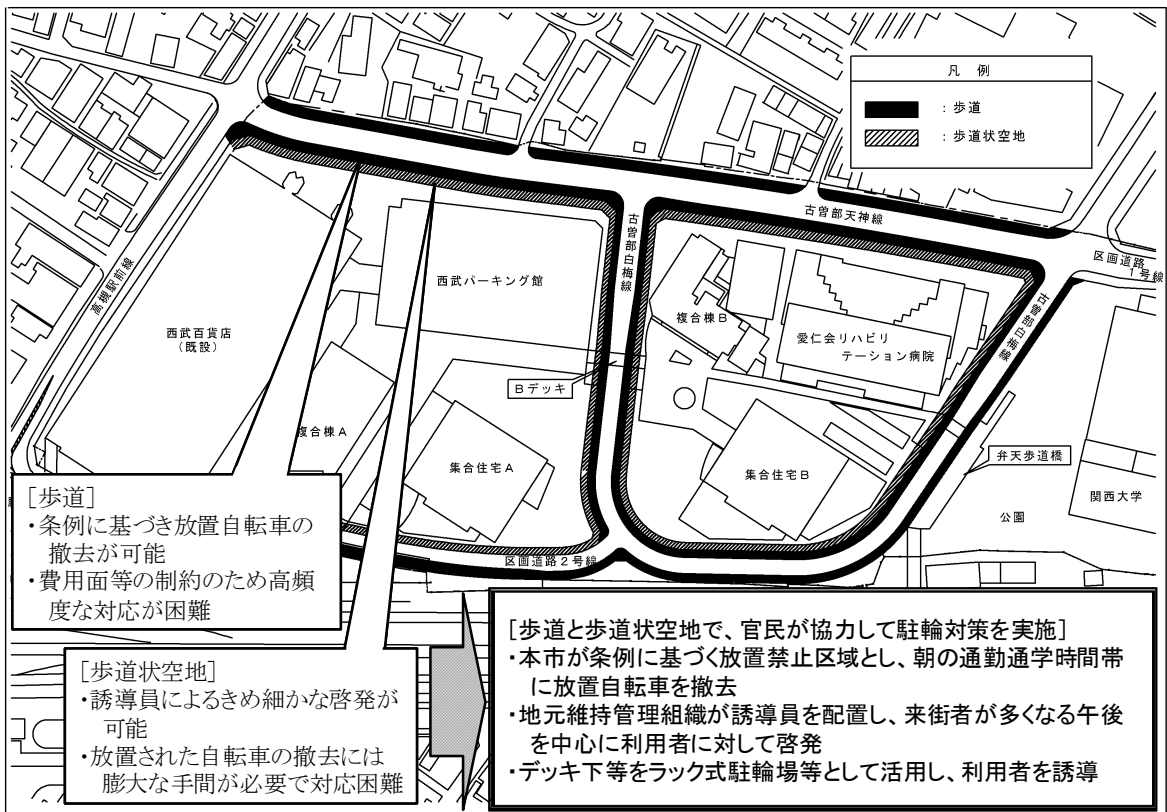 凡 例
：歩道
：歩道状空地
古曽部天神線
区画道路
1号線
古曽部白梅線
古曽部白梅線
高槻駅前線
西武百貨店
（既設）
西武パーキング館
複合棟B
愛仁会リハビリ
テーション病院
Bデッキ
複合棟A
集合住宅A
集合住宅B
弁天歩道橋
関西大学
公園
区画道路2号線
［歩道］
・条例に基づき放置自転車の
撤去が可能
・費用面等の制約のため高頻
度な対応が困難
［歩道状空地］
・誘導員によるきめ細かな啓発が
可能
・放置された自転車の撤去には
膨大な手間が必要で対応困難
［歩道と歩道状空地で、官民が協力して駐輪対策を実施］
・本市が条例に基づく放置禁止区域とし、朝の通勤通学時間帯
に放置自転車を撤去
・地元維持管理組織が誘導員を配置し、来街者が多くなる午後
を中心に利用者に対して啓発
・デッキ下等をラック式駐輪場等として活用し、利用者を誘導